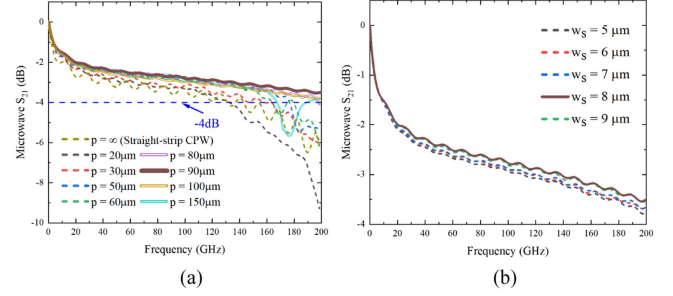 (a)
0
-2
-4
-6
-8
-10
Microwave S21 (dB)
-4dB
p = ∞ (Straight-strip CPW)
p = 20μm p = 80μm
p = 30μm p = 90μm
p = 50μm p = 100μm
p = 60μm p = 150μm
0 20 40 60 80 100 120 140 160 180 200
Frequency (GHz)
(a)
(b)
0
-1
-2
-3
-4
Microwave S21 (dB)
wS = 5 μm
wS = 6 μm
wS = 7 μm
wS = 8 μm
wS = 9 μm
0 20 40 60 80 100 120 140 160 180 200
Frequency (GHz)
(b)